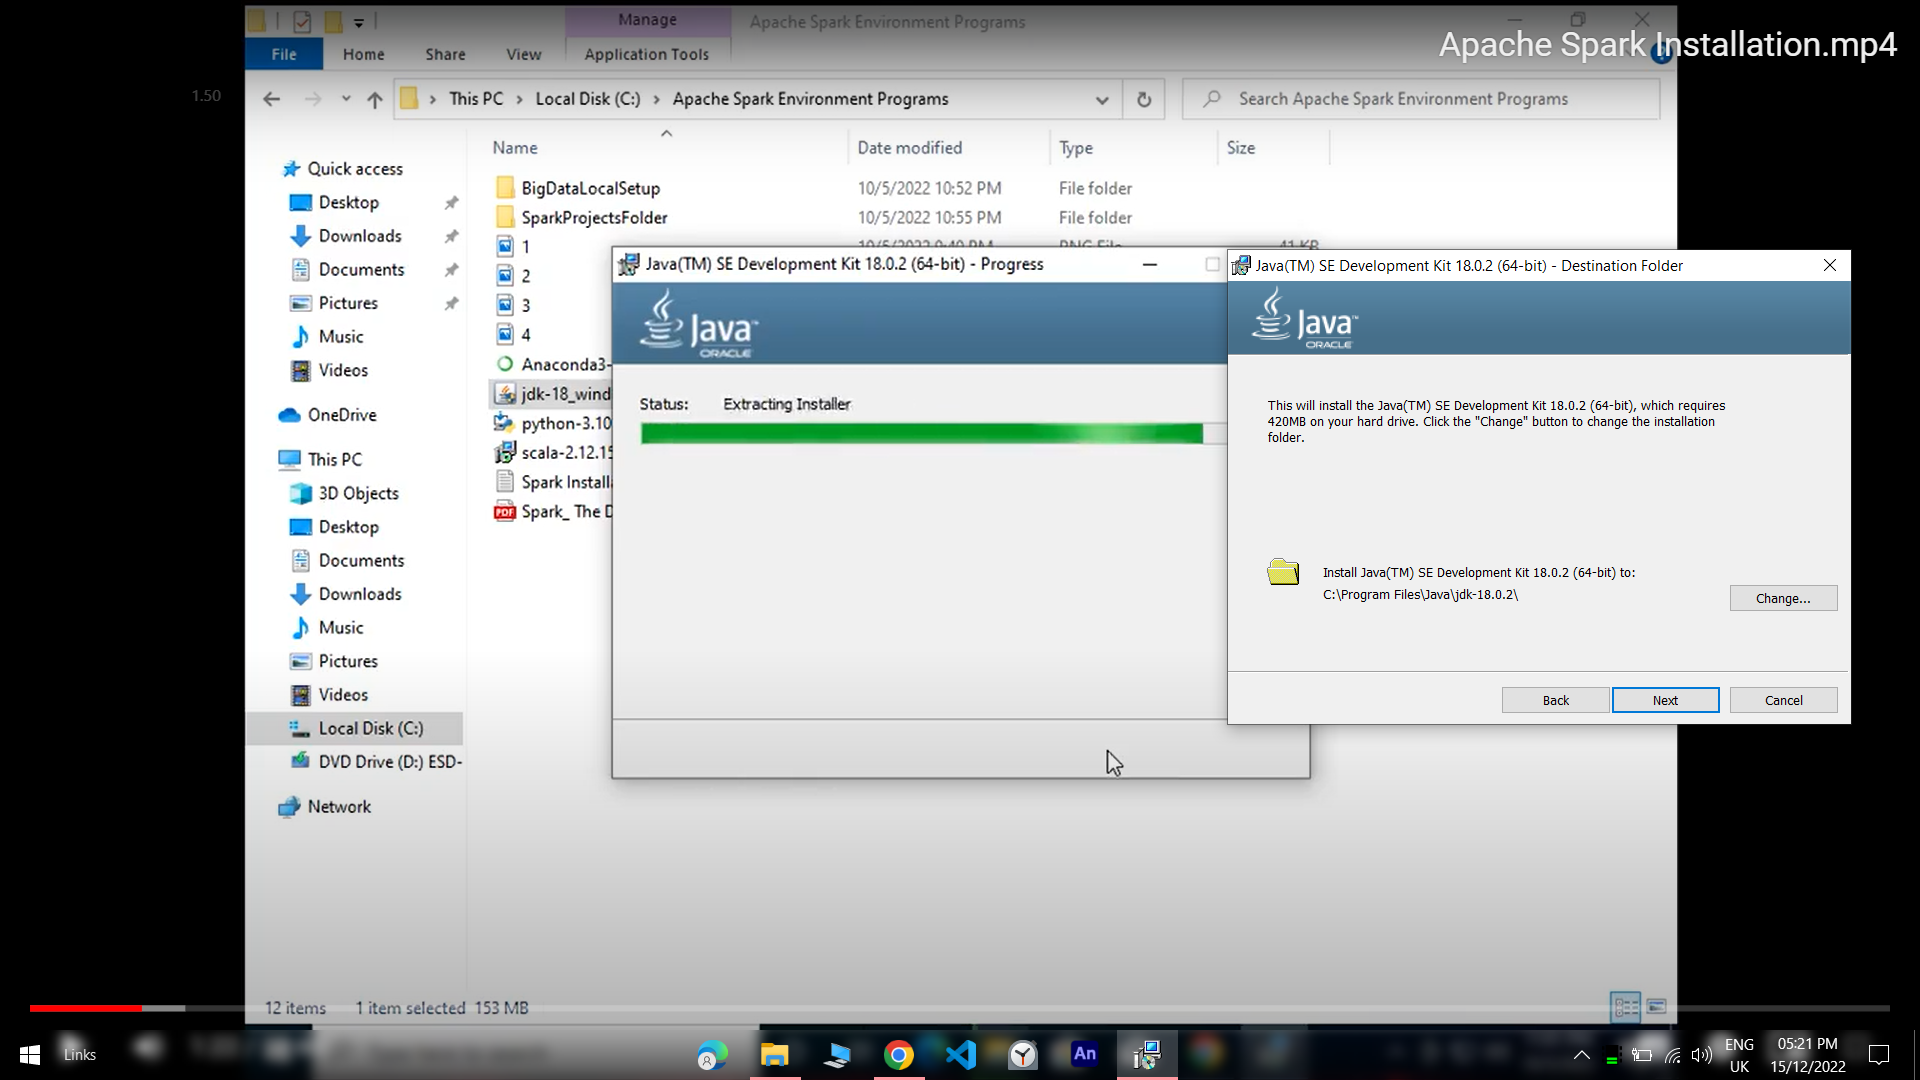 Manage
Apache Spark Environment Programs
Apache Spark Installation.mp4
File
Home
Share
View
Application Tools
1.50
This PC
Local Disk (C:)
Apache Spark Environment Programs
Search Apache Spark Environment Programs
Name
Date modified
Type
Size
Quick access
Desktop
Downloads
Documents
Pictures
Music
Videos
OneDrive
This PC
3D Objects
Desktop
Documents
Downloads
Music
Pictures
Videos
Local Disk (C:)
DVD Drive (D:) ESD-
Network
BigDataLocalSetup 10/5/2022 10:52 PM File folder
SparkProjectsFolder 10/5/2022 10:55 PM File folder
1 10/5/2022 9:40 PM PNG File 41 KB
2
3
4
Anaconda3-
jdk-18_wind
python-3.10
scala-2.12.15
Spark Install
PDF Spark_ The D
Java(TM) SE Development Kit 18.0.2 (64-bit) - Progress
Java™
ORACLE
Status: Extracting Installer
Java(TM) SE Development Kit 18.0.2 (64-bit) - Destination Folder
Java™
ORACLE
This will install the Java(TM) SE Development Kit 18.0.2 (64-bit), which requires
420MB on your hard drive. Click the "Change" button to change the installation
folder.
Install Java(TM) SE Development Kit 18.0.2 (64-bit) to:
C:\Program Files\Java\jdk-18.0.2\
Change...
Back
Next
Cancel
12 items
1 item selected 153 MB
Links
An
ENG
UK
05:21 PM
15/12/2022